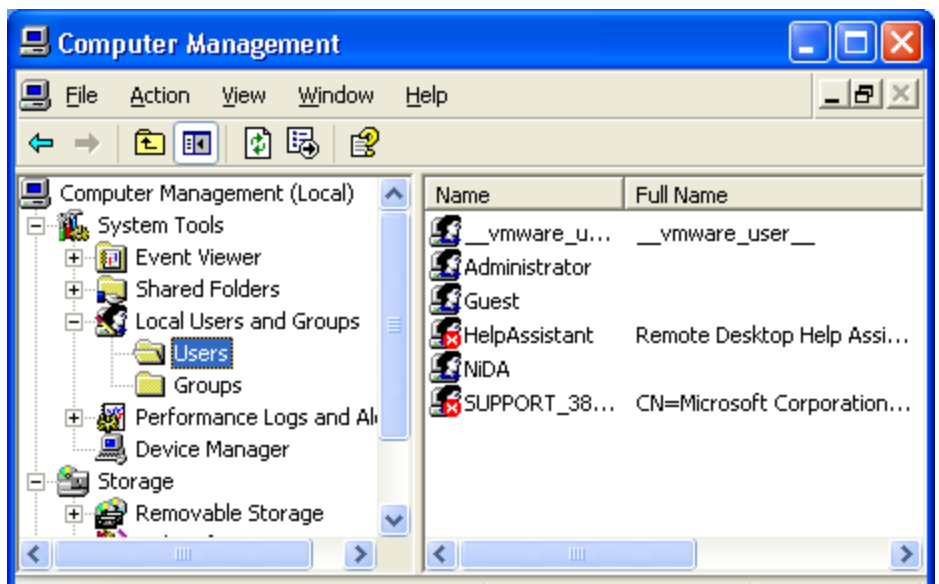 Computer Management
File Action View Window Help
Computer Management (Local)
System Tools
Event Viewer
Shared Folders
Local Users and Groups
Users
Groups
Performance Logs and Al
Device Manager
Storage
Removable Storage
Name Full Name
__vmware_u... __vmware_user__
Administrator
Guest
HelpAssistant Remote Desktop Help Assi...
NiDA
SUPPORT_38... CN=Microsoft Corporation...